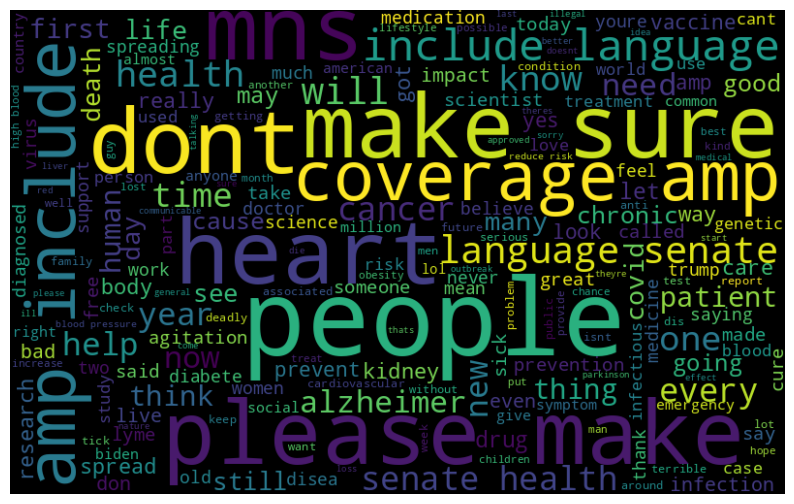 medication last illegal youre vaccine cant
country first life lifestyle possible better doesnt today idea
mns include language
spreading almost condition
death health much american got impact know world use need amp good
high blood another getting
really may will scientist treatment theres common
virus used guy talking yes love best kind
include dont make sure
approved sorry medical
liver person anyone month reduce risk
red lost
well support time take coverage amp
communicable feel let
diagnosed human day cause science doctor cancer believe many chronic way
family million future anti genetic
part men serious look called start
heart language senate
work risk lol never outbreak great theyre trump care
please die obesity
free body see someone mean problem covid test report
ill check associated patient
general deadly chance dis saying
right year agitation people public infectious medicine one made
blood pressure thats provide isnt blood
help now prevent kidney sick prevention going
bad two said diabete treat cardiovascular parkinson effect
increase come without put
amp think women new thing every cure
study live social alzheimer even symptom emergency
research nature keep give man lot
tick lyme want week drug children thank say hope
spread biden please make terrible
loss case
don old still disea senate health around infection